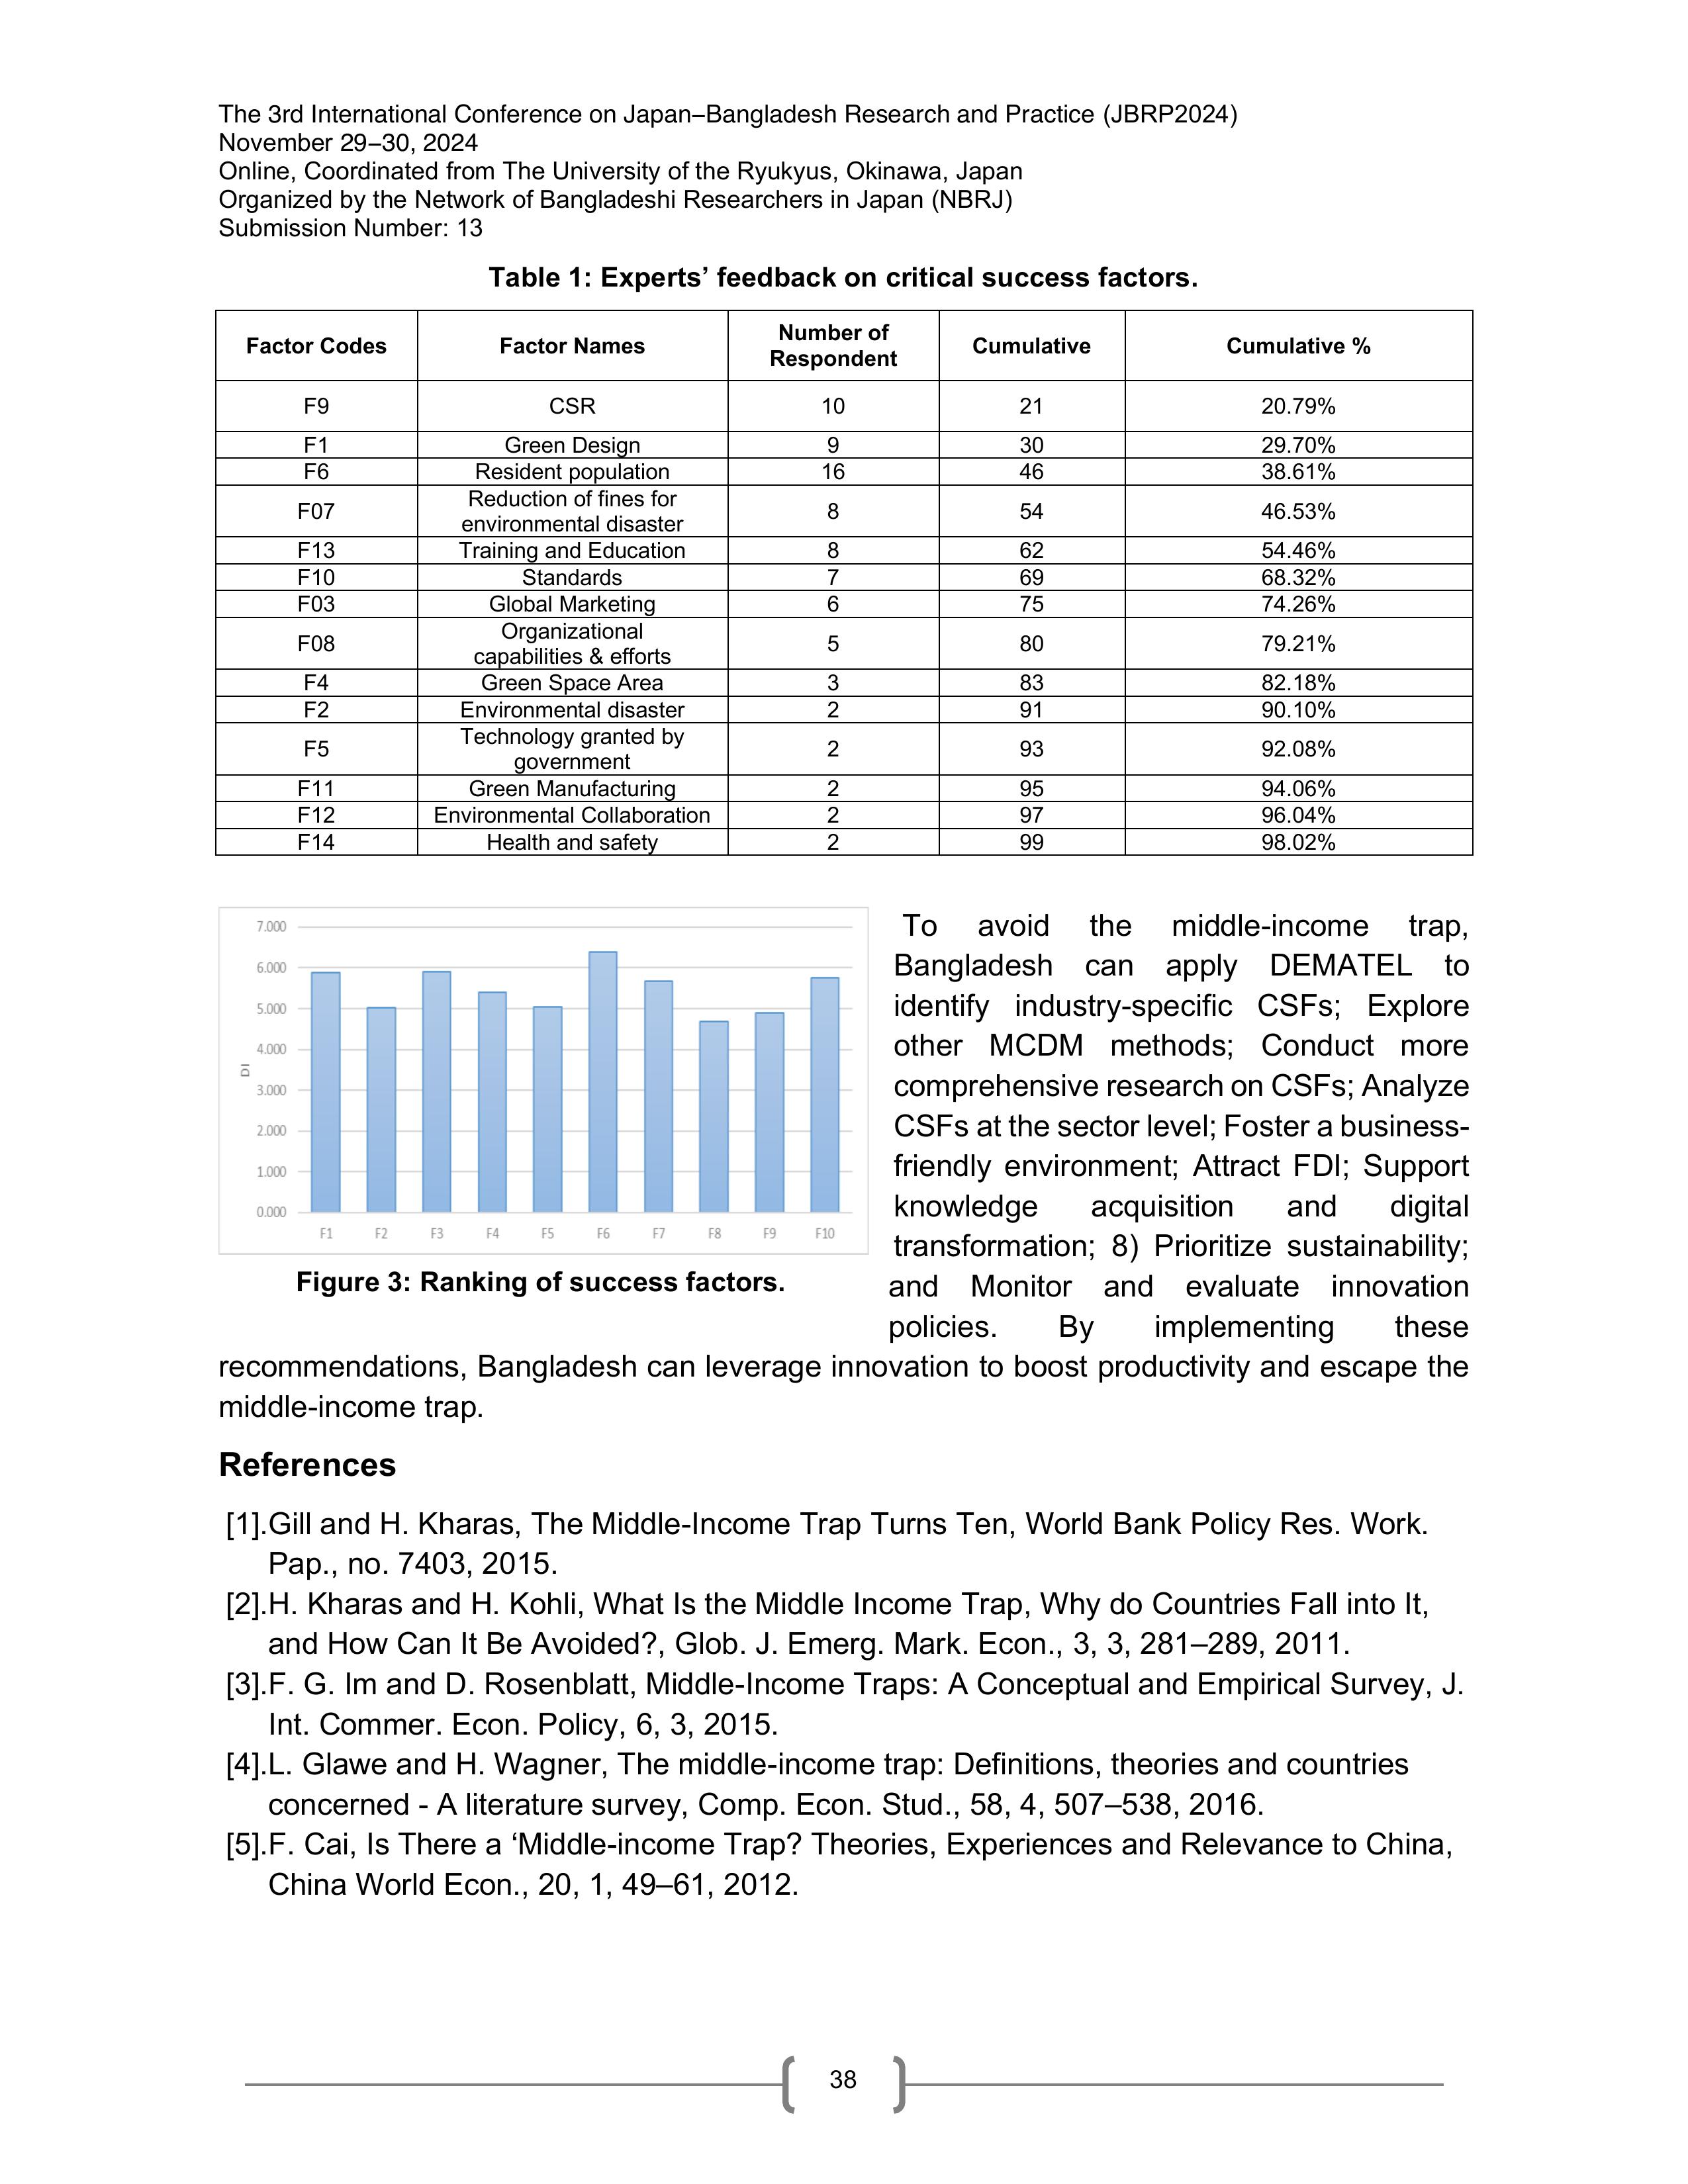 The 3rd International Conference on Japan–Bangladesh Research and Practice (JBRP2024)
November 29–30, 2024
Online, Coordinated from The University of the Ryukyus, Okinawa, Japan
Organized by the Network of Bangladeshi Researchers in Japan (NBRJ)
Submission Number: 13
Table 1: Experts’ feedback on critical success factors.
Factor Codes Factor Names Number of Respondent Cumulative Cumulative %
F9 CSR 10 21 20.79%
F1 Green Design 9 30 29.70%
F6 Resident population 16 46 38.61%
F07 Reduction of fines for environmental disaster 8 54 46.53%
F13 Training and Education 8 62 54.46%
F10 Standards 7 69 68.32%
F03 Global Marketing 6 75 74.26%
F08 Organizational capabilities & efforts 5 80 79.21%
F4 Green Space Area 3 83 82.18%
F2 Environmental disaster 2 91 90.10%
F5 Technology granted by government 2 93 92.08%
F11 Green Manufacturing 2 95 94.06%
F12 Environmental Collaboration 2 97 96.04%
F14 Health and safety 2 99 98.02%
7.000
6.000
5.000
4.000
3.000
2.000
1.000
0.000
DI
F1 F2 F3 F4 F5 F6 F7 F8 F9 F10
Figure 3: Ranking of success factors.
To avoid the middle-income trap,
Bangladesh can apply DEMATEL to
identify industry-specific CSFs; Explore
other MCDM methods; Conduct more
comprehensive research on CSFs; Analyze
CSFs at the sector level; Foster a business-
friendly environment; Attract FDI; Support
knowledge acquisition and digital
transformation; 8) Prioritize sustainability;
and Monitor and evaluate innovation
policies. By implementing these
recommendations, Bangladesh can leverage innovation to boost productivity and escape the
middle-income trap.
References
[1].Gill and H. Kharas, The Middle-Income Trap Turns Ten, World Bank Policy Res. Work.
Pap., no. 7403, 2015.
[2].H. Kharas and H. Kohli, What Is the Middle Income Trap, Why do Countries Fall into It,
and How Can It Be Avoided?, Glob. J. Emerg. Mark. Econ., 3, 3, 281–289, 2011.
[3].F. G. Im and D. Rosenblatt, Middle-Income Traps: A Conceptual and Empirical Survey, J.
Int. Commer. Econ. Policy, 6, 3, 2015.
[4].L. Glawe and H. Wagner, The middle-income trap: Definitions, theories and countries
concerned - A literature survey, Comp. Econ. Stud., 58, 4, 507–538, 2016.
[5].F. Cai, Is There a ‘Middle-income Trap? Theories, Experiences and Relevance to China,
China World Econ., 20, 1, 49–61, 2012.
38